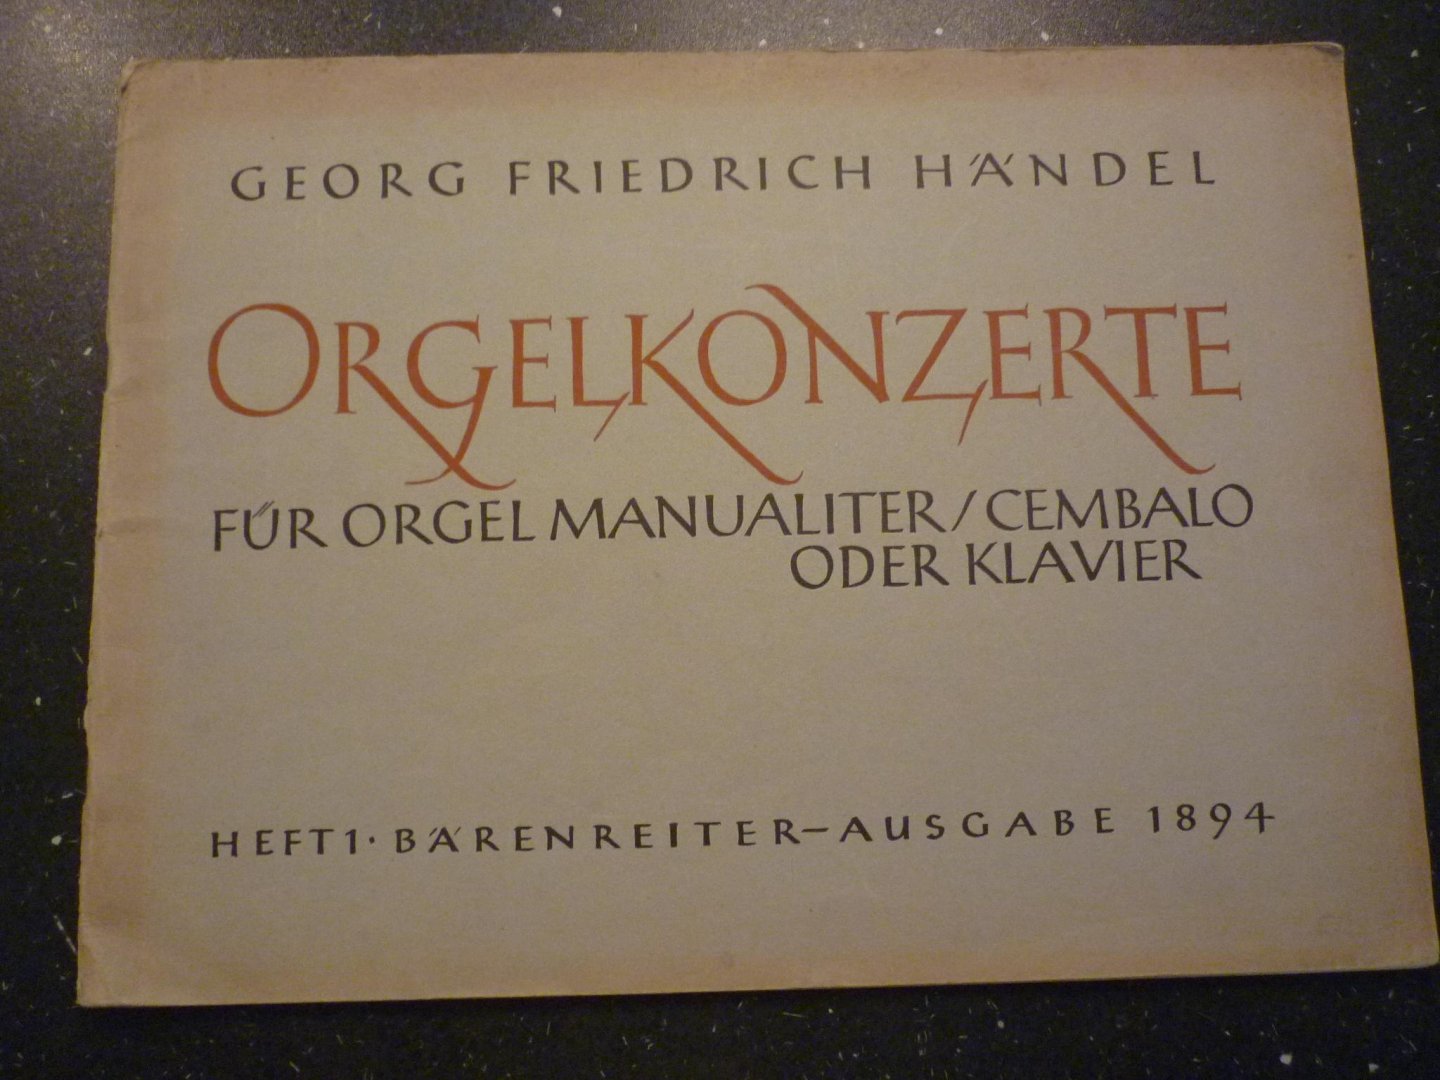 GEORG FRIEDRICH HÄNDEL
ORGELKONZERTE
FÜR ORGEL MANUALITER/CEMBALO
ODER KLAVIER
HEFT 1 · BÄRENREITER-AUSGABE 1894